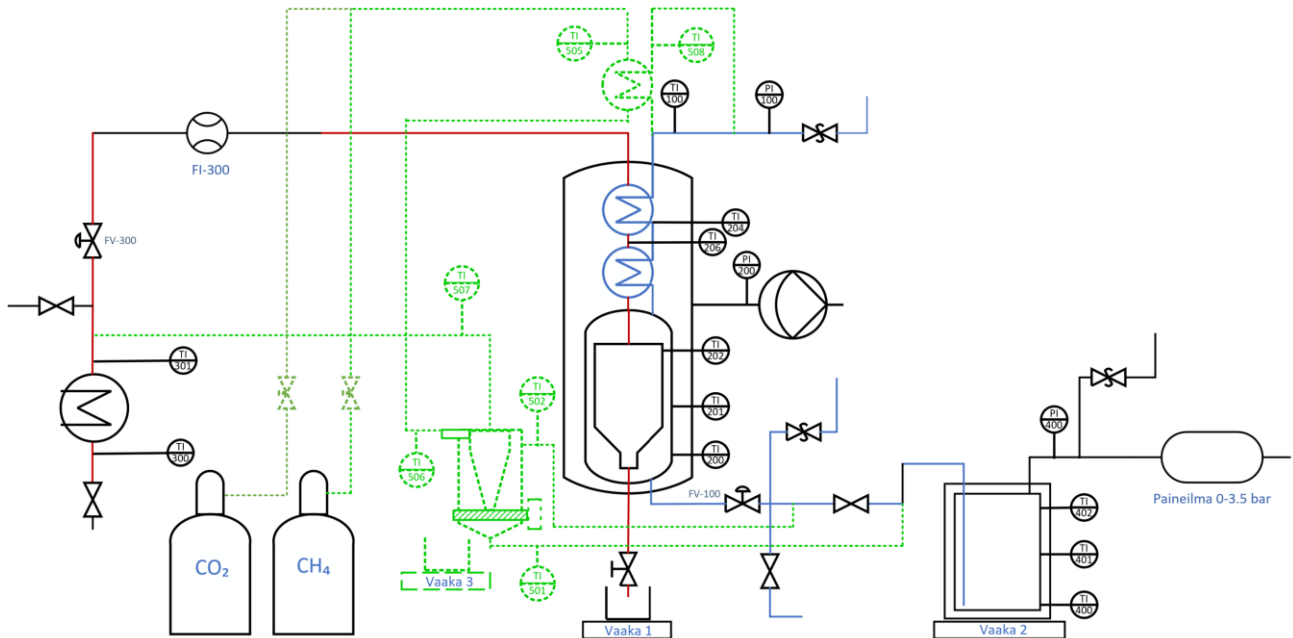 TI
505
TI
508
TI
100
PI
100
FI-300
TI
204
TI
206
FV-300
PI
200
TI
507
TI
301
TI
202
TI
502
TI
201
PI
400
TI
300
TI
506
TI
200
FV-100
Paineilma 0-3.5 bar
TI
402
CO₂
CH₄
TI
401
Vaaka 3
TI
501
TI
400
Vaaka 1
Vaaka 2